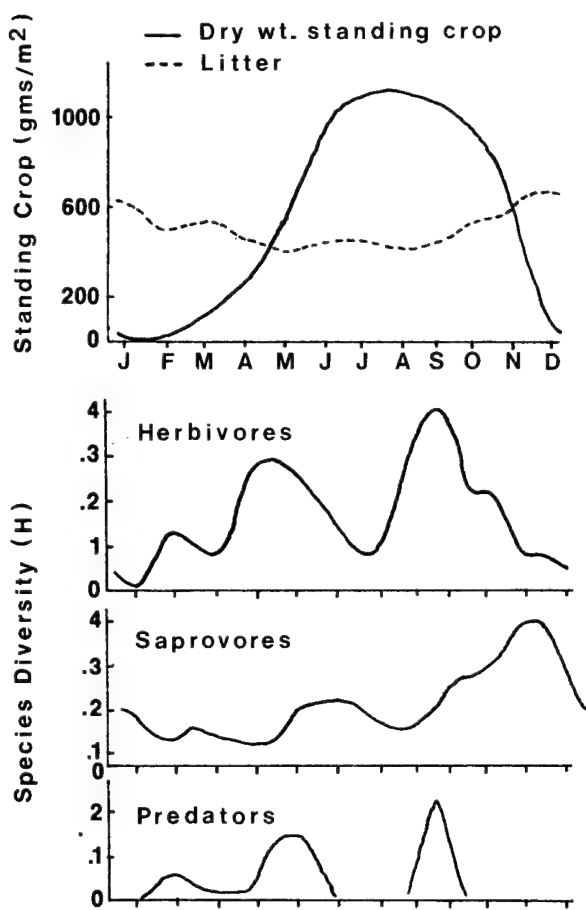 Dry wt. standing crop
Litter
Standing Crop (gms/m²)
1000
600
200
0
J F M A M J J A S O N D
Species Diversity (H)
Herbivores
4
.3
.2
1
0
Saprovores
4
.3
.2
.1
0
Predators
2
.1
0